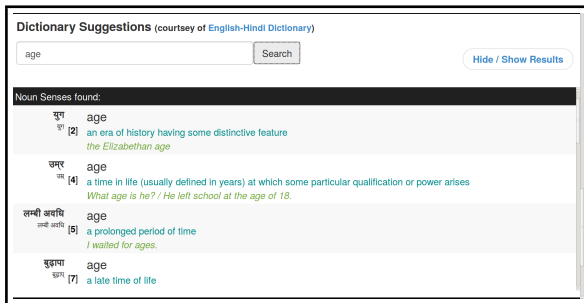 Dictionary Suggestions (courtsey of English-Hindi Dictionary)
age
Search
Hide / Show Results
Noun Senses found:
युग age
युग [2] an era of history having some distinctive feature
the Elizabethan age
उम्र age
उम्र [4] a time in life (usually defined in years) at which some particular qualification or power arises
What age is he? / He left school at the age of 18.
लम्बी अवधि age
लम्बी अवधि [5] a prolonged period of time
I waited for ages.
बुढ़ापा age
[7] a late time of life